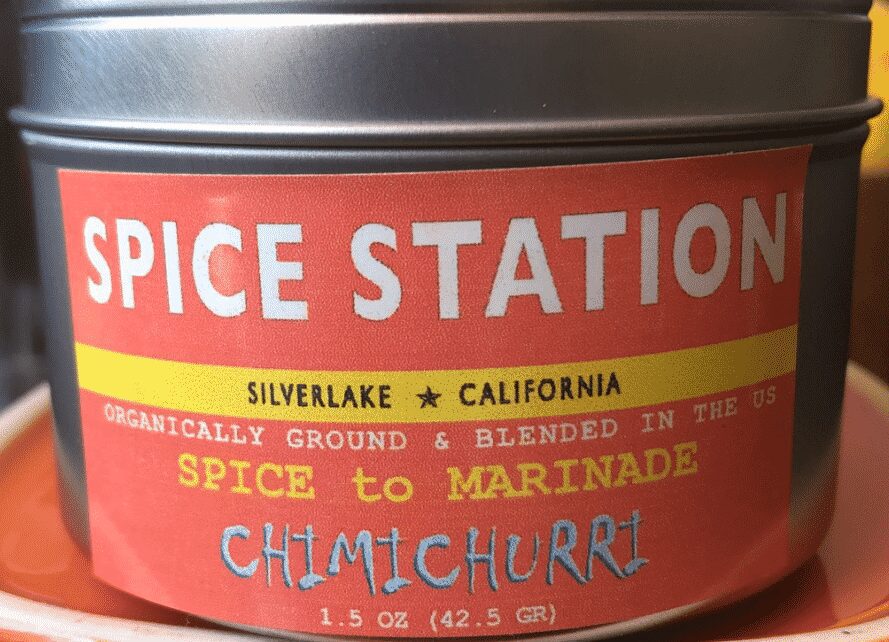 SPICE STATION
SILVERLAKE ★ CALIFORNIA
ORGANICALLY GROUND & BLENDED IN THE US
SPICE to MARINADE
CHIMICHURRI
1.5 OZ (42.5 GR)